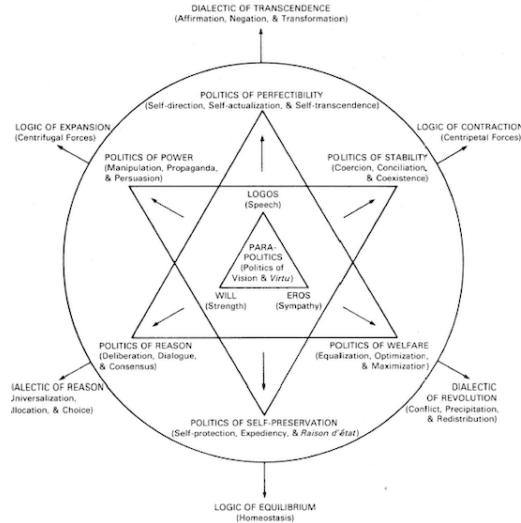 DIALECTIC OF TRANSCENDENCE
(Affirmation, Negation, & Transformation)
POLITICS OF PERFECTIBILITY
(Self-direction, Self-actualization, & Self-transcendence)
LOGIC OF EXPANSION
(Centrifugal Forces)
LOGIC OF CONTRACTION
(Centripetal Forces)
POLITICS OF POWER
(Manipulation, Propaganda,
& Persuasion)
POLITICS OF STABILITY
(Coercion, Conciliation,
& Coexistence)
LOGOS
(Speech)
PARA-
POLITICS
(Politics of
Vision & Virtu)
WILL
(Strength)
EROS
(Sympathy)
POLITICS OF REASON
(Deliberation, Dialogue,
& Consensus)
POLITICS OF WELFARE
(Equalization, Optimization,
& Maximization)
IALECTIC OF REASON
Jniversalization,
llocation, & Choice)
DIALECTIC
OF REVOLUTION
(Conflict, Precipitation,
& Redistribution)
POLITICS OF SELF-PRESERVATION
(Self-protection, Expediency, & Raison d'état)
LOGIC OF EQUILIBRIUM
(Homeostasis)